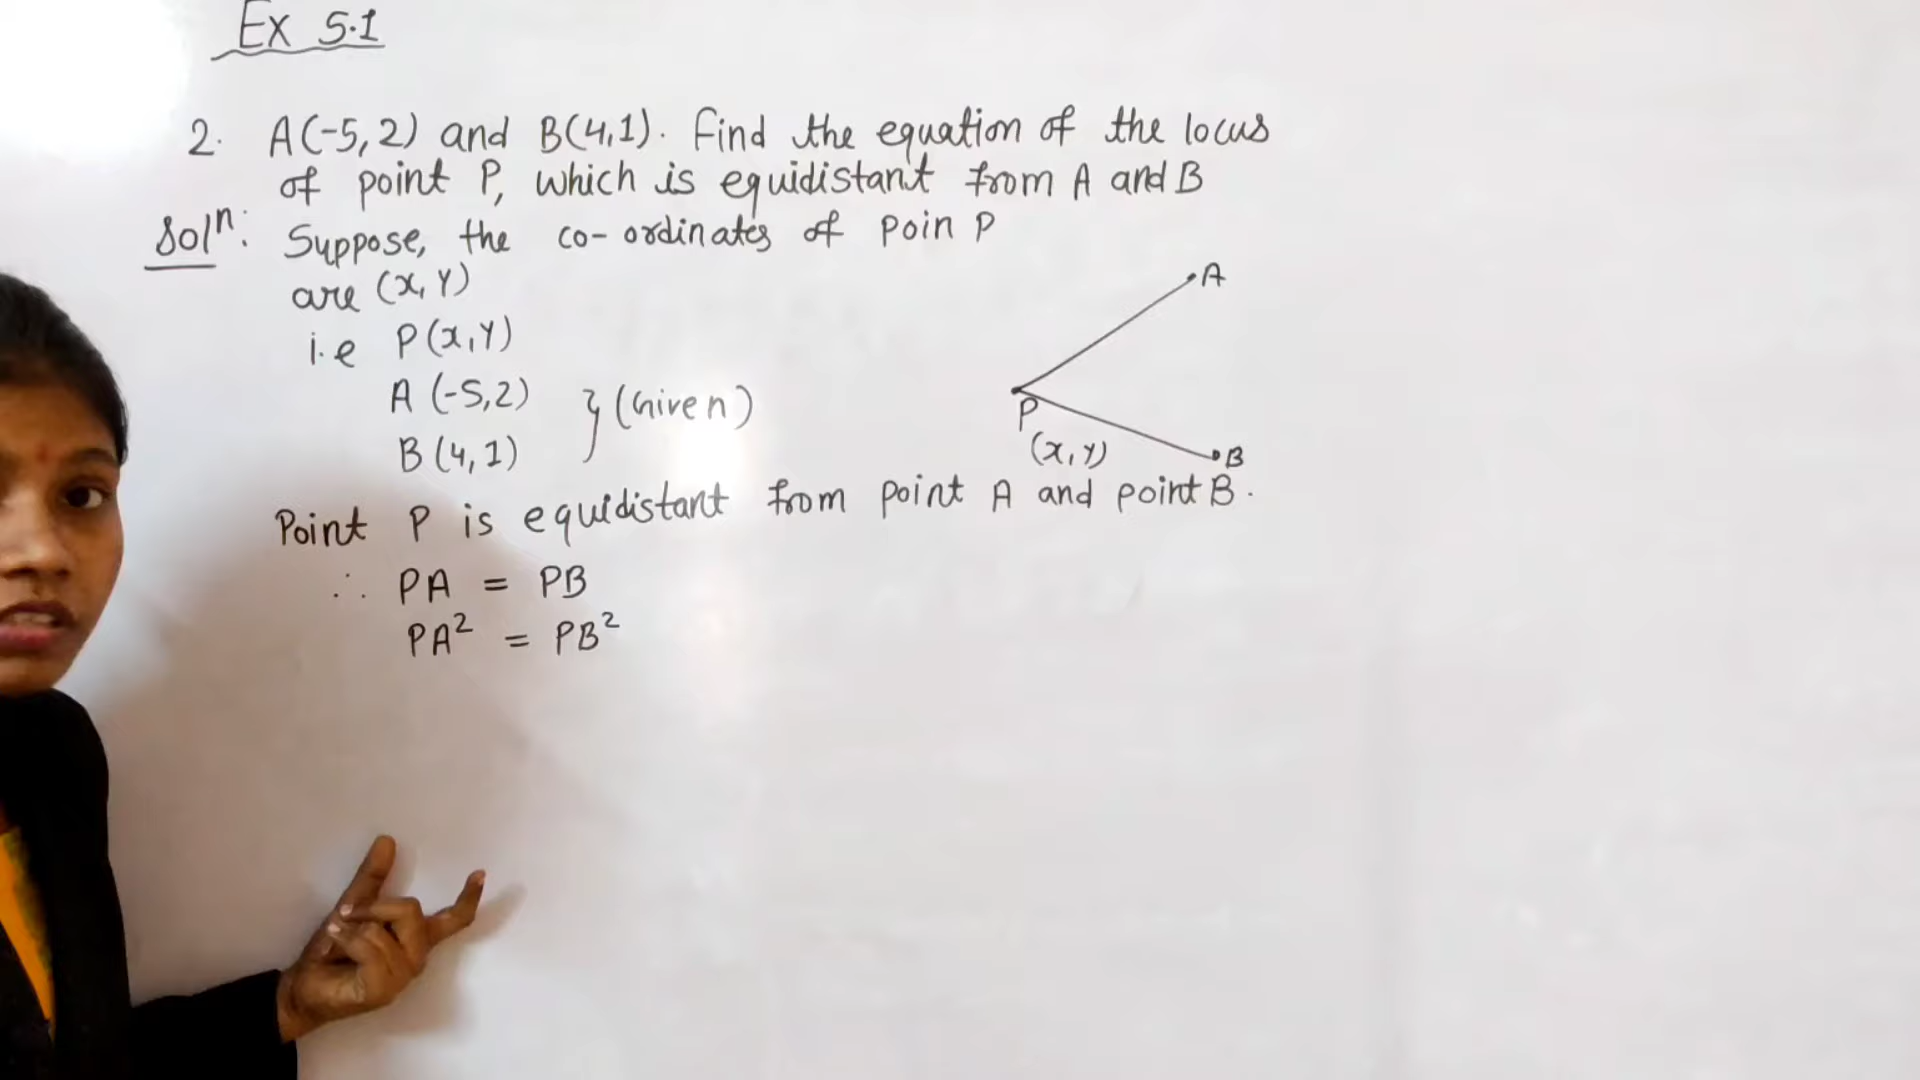 Ex 5.1
2. A(-5,2) and B(4,1). Find the equation of the locus
of point P, which is equidistant from A and B
Solⁿ: Suppose, the co-ordinates of Poin P
are (x, y)
i.e P(x, y)
A (-5,2)
B (4, 1)
} (Given)
A
P
(x, y)
B
Point P is equidistant from point A and point B.
∴ PA = PB
PA² = PB²